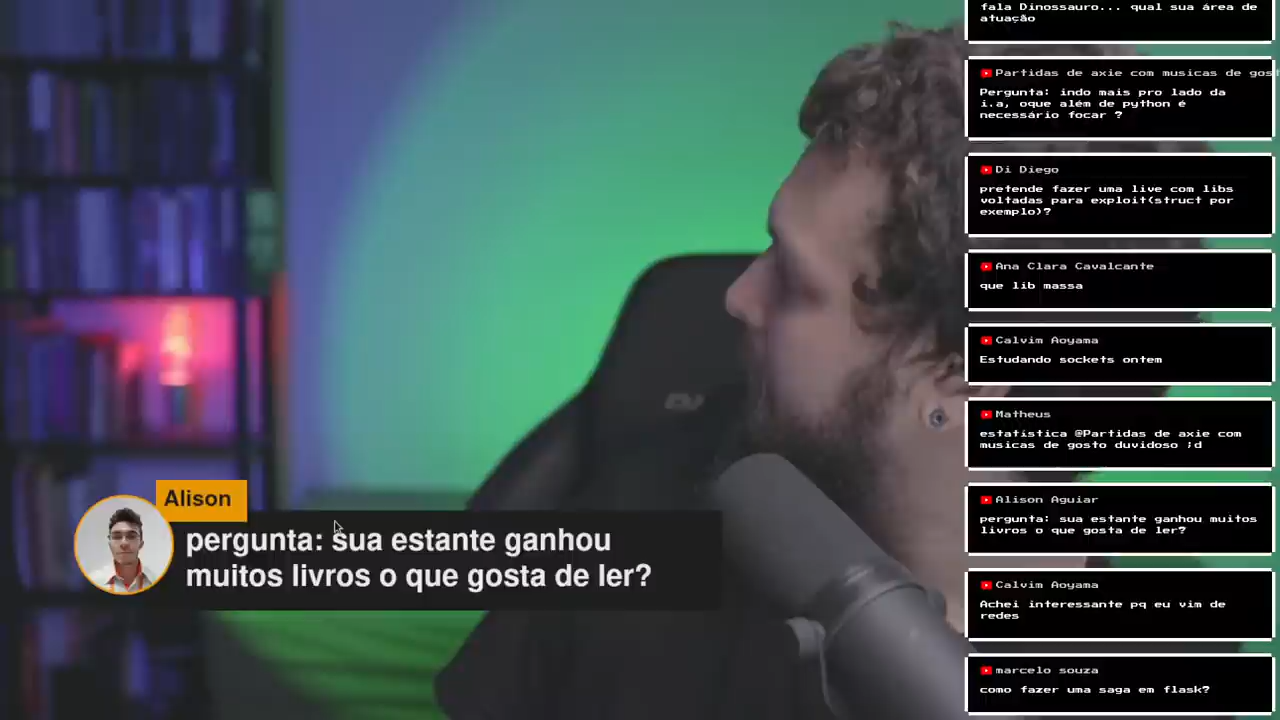 fala Dinossauro... qual sua área de
atuação
Partidas de axie com musicas de gos
Pergunta: indo mais pro lado da
i.a, oque além de python é
necessário focar ?
Di Diego
pretende fazer uma live com libs
voltadas para exploit(struct por
exemplo)?
Ana Clara Cavalcante
que lib massa
Calvim Aoyama
Estudando sockets ontem
Matheus
estatística @Partidas de axie com
musicas de gosto duvidoso ;d
Alison Aguiar
pergunta: sua estante ganhou muitos
livros o que gosta de ler?
Calvim Aoyama
Achei interessante pq eu vim de
redes
marcelo souza
como fazer uma saga em flask?
Alison
pergunta: sua estante ganhou
muitos livros o que gosta de ler?